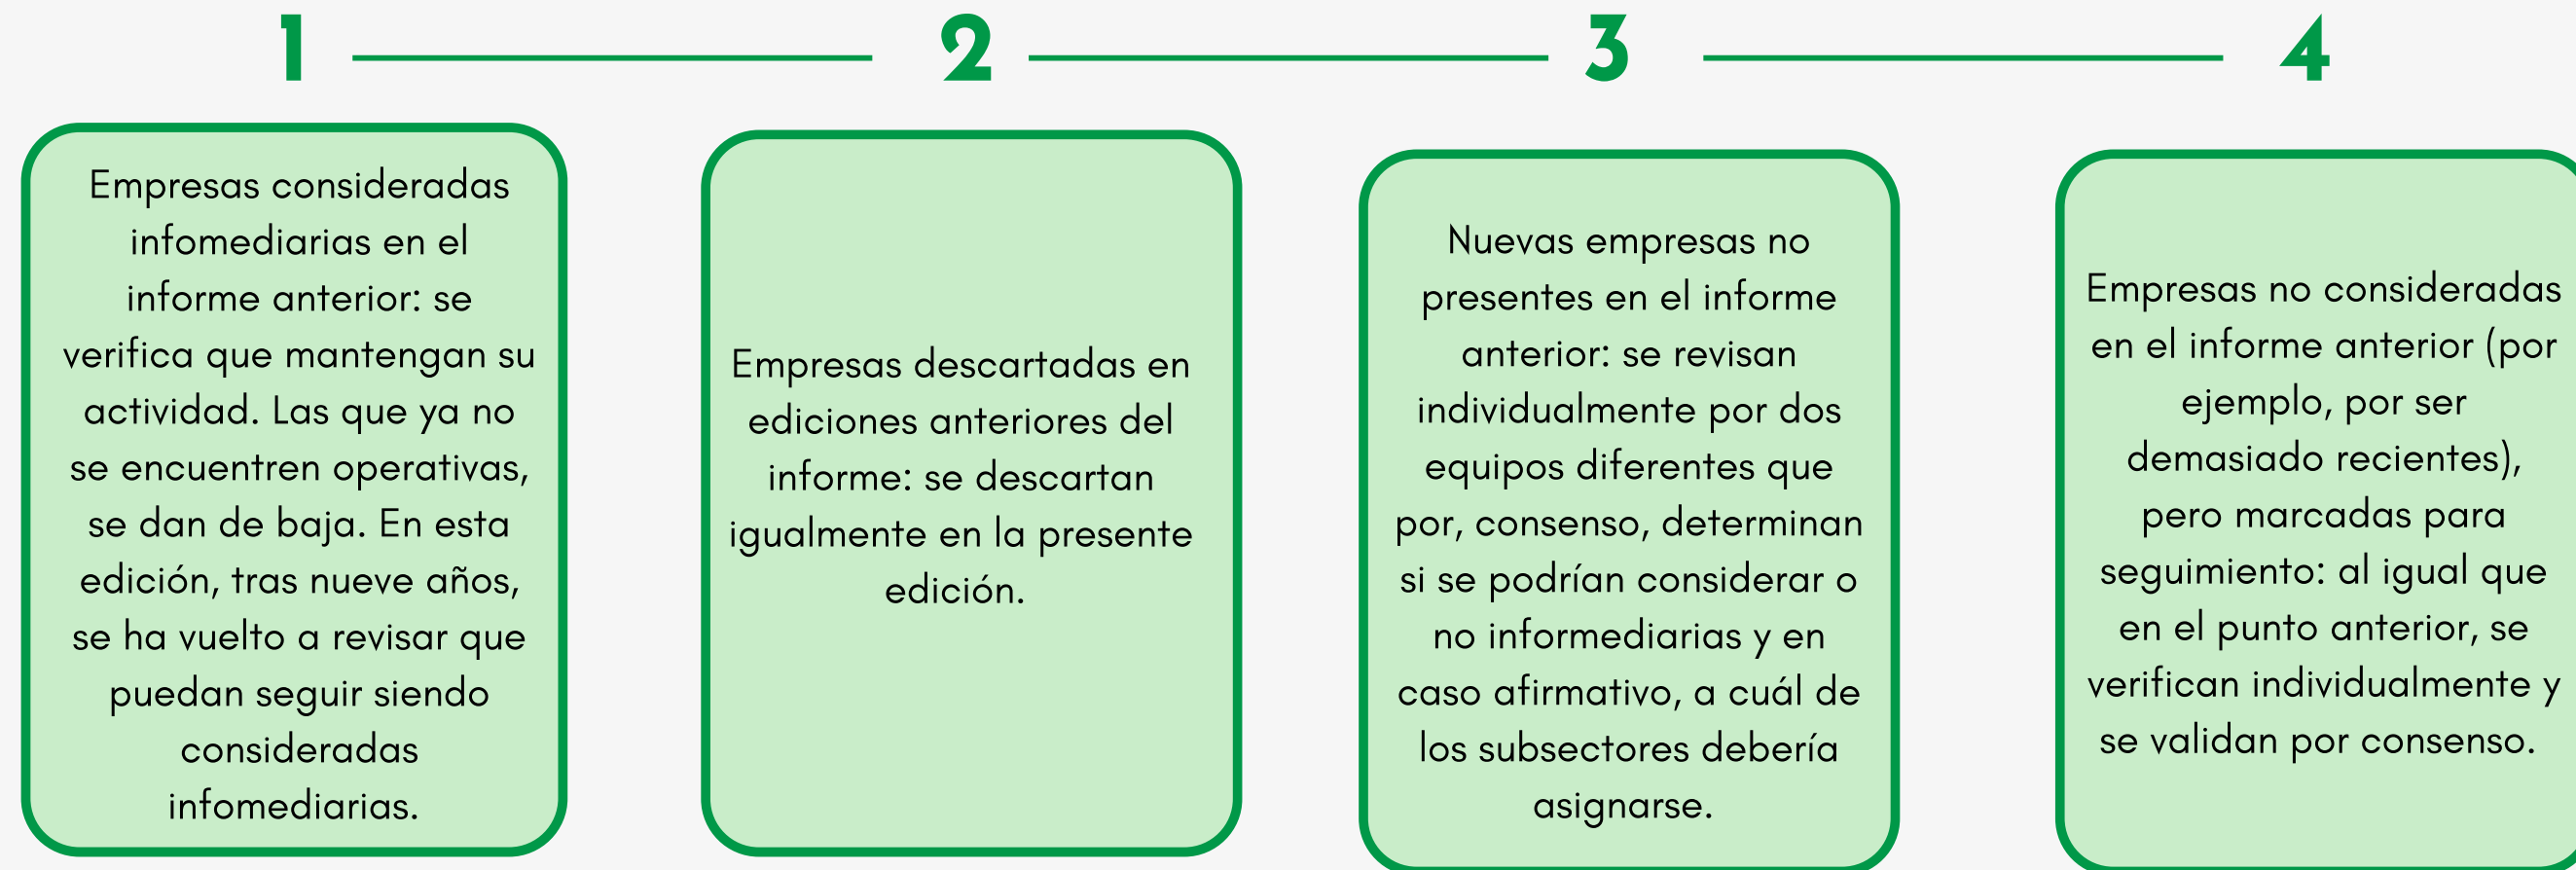 1
2
3
4
Empresas consideradas
infomediarias en el
informe anterior: se
verifica que mantengan su
actividad. Las que ya no
se encuentren operativas,
se dan de baja. En esta
edición, tras nueve años,
se ha vuelto a revisar que
puedan seguir siendo
consideradas
infomediarias.
Empresas descartadas en
ediciones anteriores del
informe: se descartan
igualmente en la presente
edición.
Nuevas empresas no
presentes en el informe
anterior: se revisan
individualmente por dos
equipos diferentes que
por, consenso, determinan
si se podrían considerar o
no informediarias y en
caso afirmativo, a cuál de
los subsectores debería
asignarse.
Empresas no consideradas
en el informe anterior (por
ejemplo, por ser
demasiado recientes),
pero marcadas para
seguimiento: al igual que
en el punto anterior, se
verifican individualmente y
se validan por consenso.